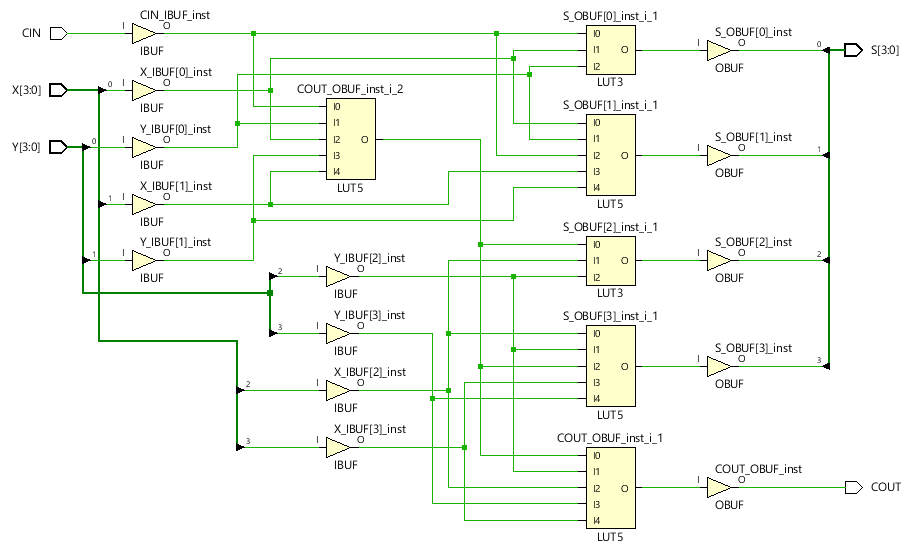 CIN
CIN_IBUF_inst
I O
IBUF
X[3:0]
0
X_IBUF[0]_inst
I O
IBUF
Y[3:0]
0
Y_IBUF[0]_inst
I O
IBUF
1
X_IBUF[1]_inst
I O
IBUF
1
Y_IBUF[1]_inst
I O
IBUF
COUT_OBUF_inst_i_2
I0
I1
I2 O
I3
I4
LUT5
2
Y_IBUF[2]_inst
I O
IBUF
3
Y_IBUF[3]_inst
I O
IBUF
2
X_IBUF[2]_inst
I O
IBUF
3
X_IBUF[3]_inst
I O
IBUF
S_OBUF[0]_inst_i_1
I0
I1 O
I2
LUT3
S_OBUF[1]_inst_i_1
I0
I1
I2 O
I3
I4
LUT5
S_OBUF[2]_inst_i_1
I0
I1 O
I2
LUT3
S_OBUF[3]_inst_i_1
I0
I1
I2 O
I3
I4
LUT5
COUT_OBUF_inst_i_1
I0
I1
I2 O
I3
I4
LUT5
S_OBUF[0]_inst
I O
OBUF
0
S[3:0]
S_OBUF[1]_inst
I O
OBUF
1
S_OBUF[2]_inst
I O
OBUF
2
S_OBUF[3]_inst
I O
OBUF
3
COUT_OBUF_inst
I O
OBUF
COUT